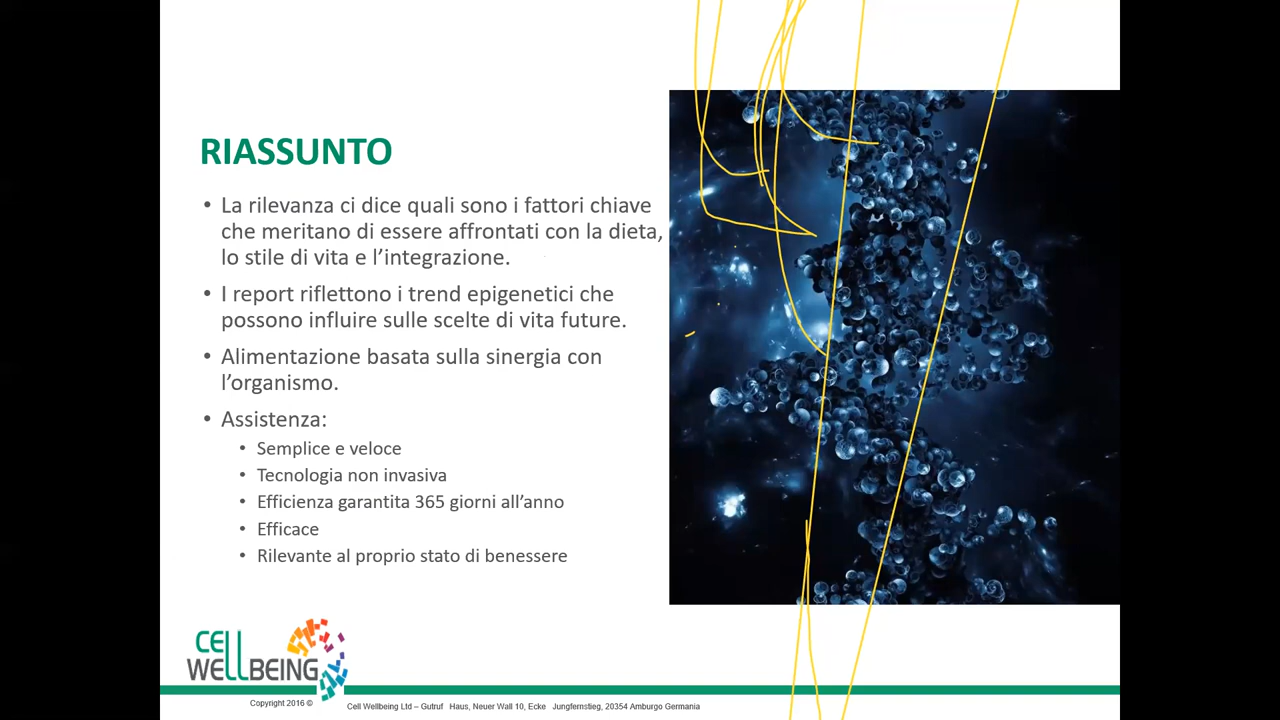 RIASSUNTO
• La rilevanza ci dice quali sono i fattori chiave
che meritano di essere affrontati con la dieta,
lo stile di vita e l’integrazione.
• I report riflettono i trend epigenetici che
possono influire sulle scelte di vita future.
• Alimentazione basata sulla sinergia con
l’organismo.
• Assistenza:
• Semplice e veloce
• Tecnologia non invasiva
• Efficienza garantita 365 giorni all’anno
• Efficace
• Rilevante al proprio stato di benessere
CELL
WELLBEING
Copyright 2016 ©
Cell Wellbeing Ltd – Gutruf Haus, Neuer Wall 10, Ecke Jungfernstieg, 20354 Amburgo Germania